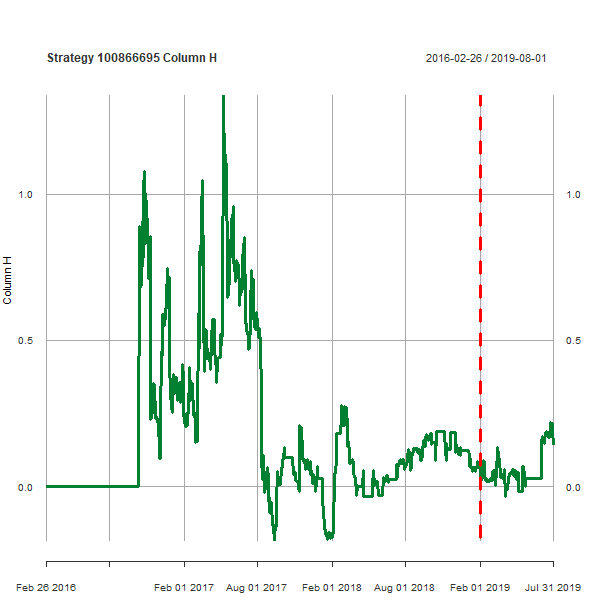 Strategy 100866695 Column H
2016-02-26 / 2019-08-01
Column H
1.0
0.5
0.0
1.0
0.5
0.0
Feb 26 2016
Feb 01 2017
Aug 01 2017
Feb 01 2018
Aug 01 2018
Feb 01 2019
Jul 31 2019